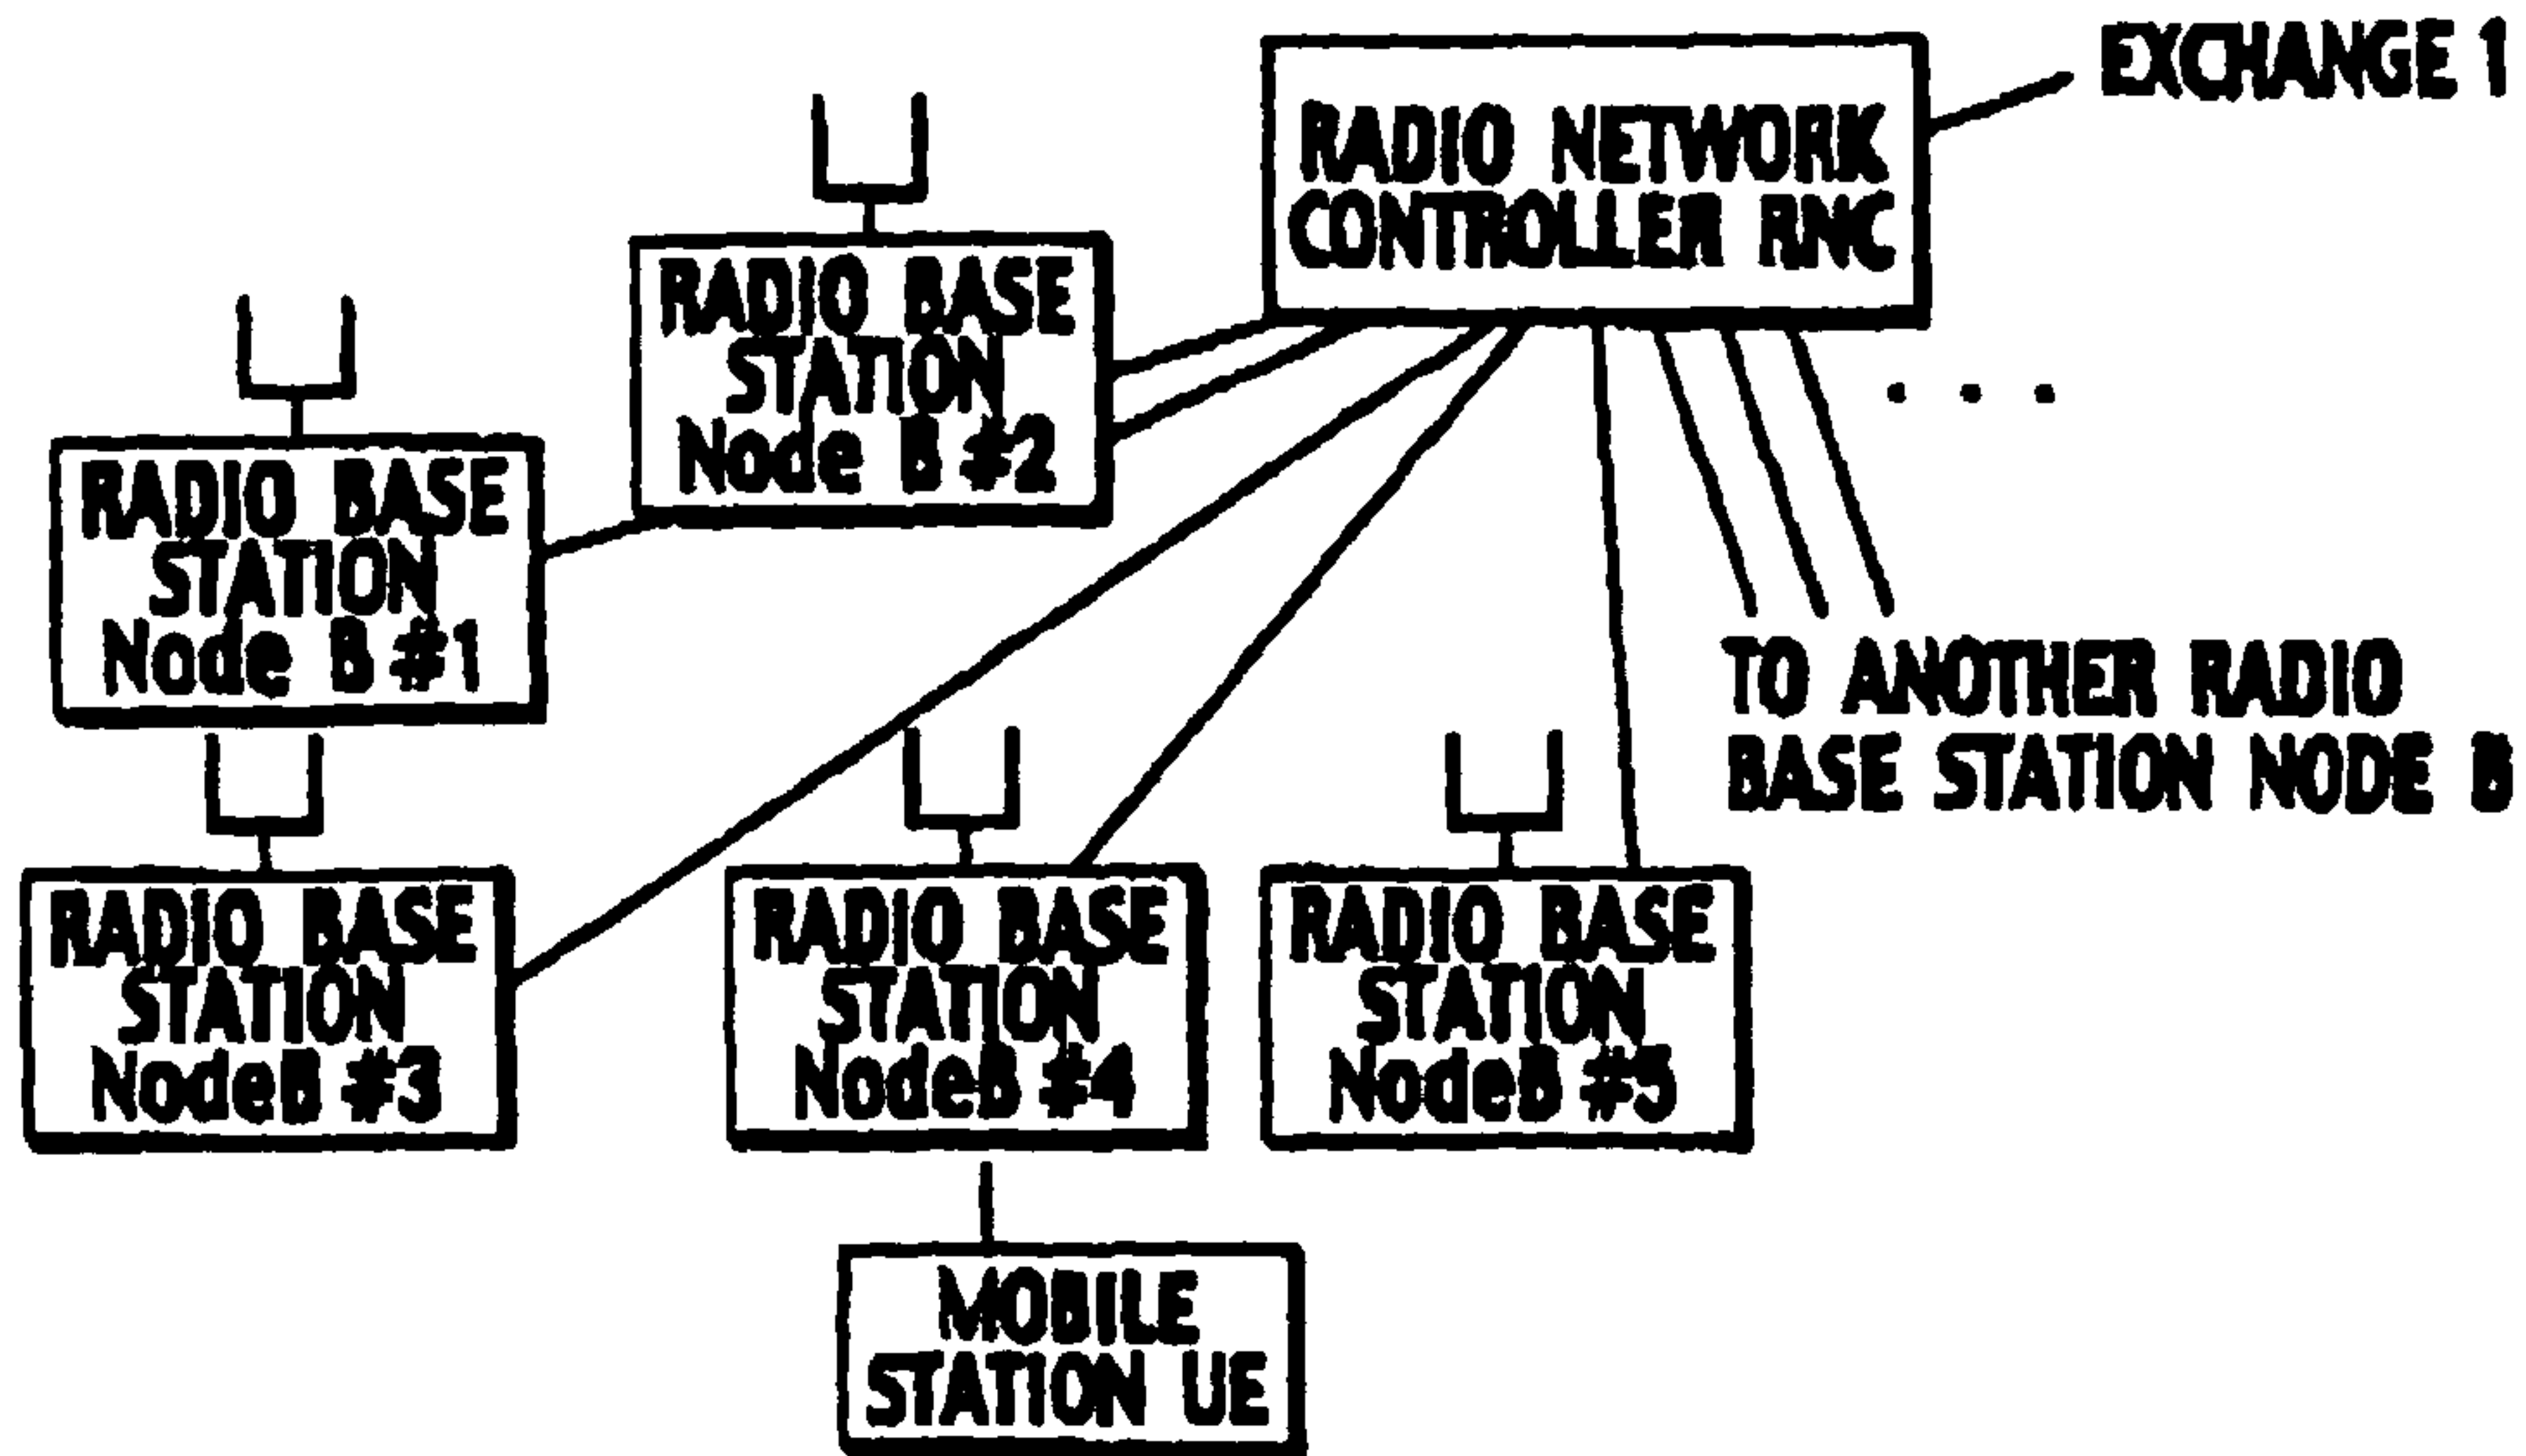 EXCHANGE 1
RADIO NETWORK
CONTROLLER RNC
RADIO BASE
STATION
Node B #2
RADIO BASE
STATION
Node B #1
TO ANOTHER RADIO
BASE STATION NODE B
RADIO BASE
STATION
NodeB #3
RADIO BASE
STATION
NodeB #4
RADIO BASE
STATION
NodeB #5
MOBILE
STATION UE